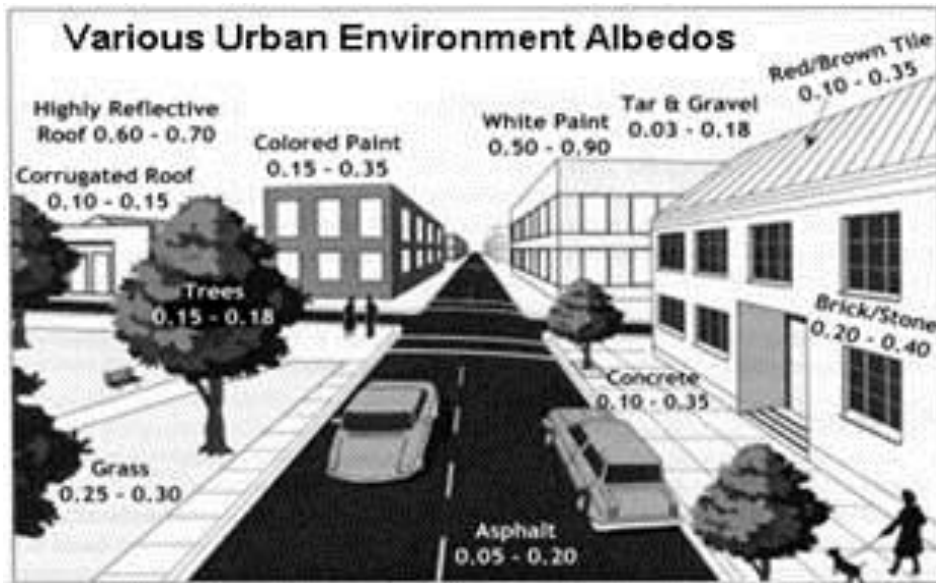 Various Urban Environment Albedos
Highly Reflective
Roof 0.60 - 0.70
Corrugated Roof
0.10 - 0.15
Colored Paint
0.15 - 0.35
White Paint
0.50 - 0.90
Tar & Gravel
0.03 - 0.18
Red/Brown Tile
0.10 - 0.35
Trees
0.15 - 0.18
Brick/Stone
0.20 - 0.40
Concrete
0.10 - 0.35
Grass
0.25 - 0.30
Asphalt
0.05 - 0.20